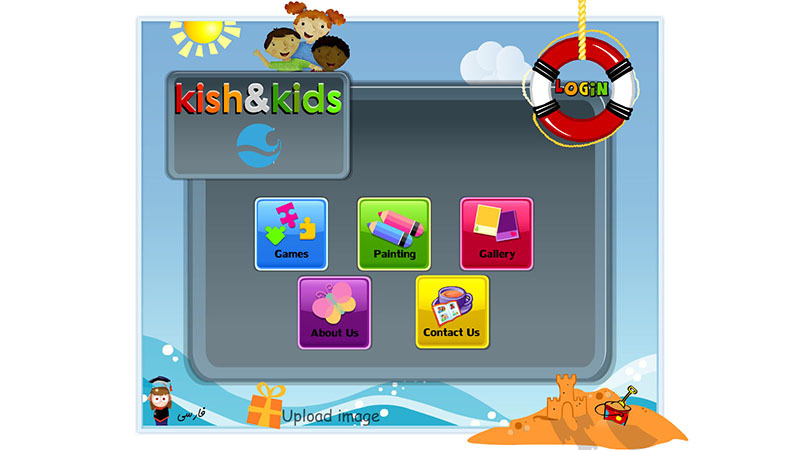 kish&kids
LOGiN
Games
Painting
Gallery
About Us
Contact Us
فارسی
Upload image